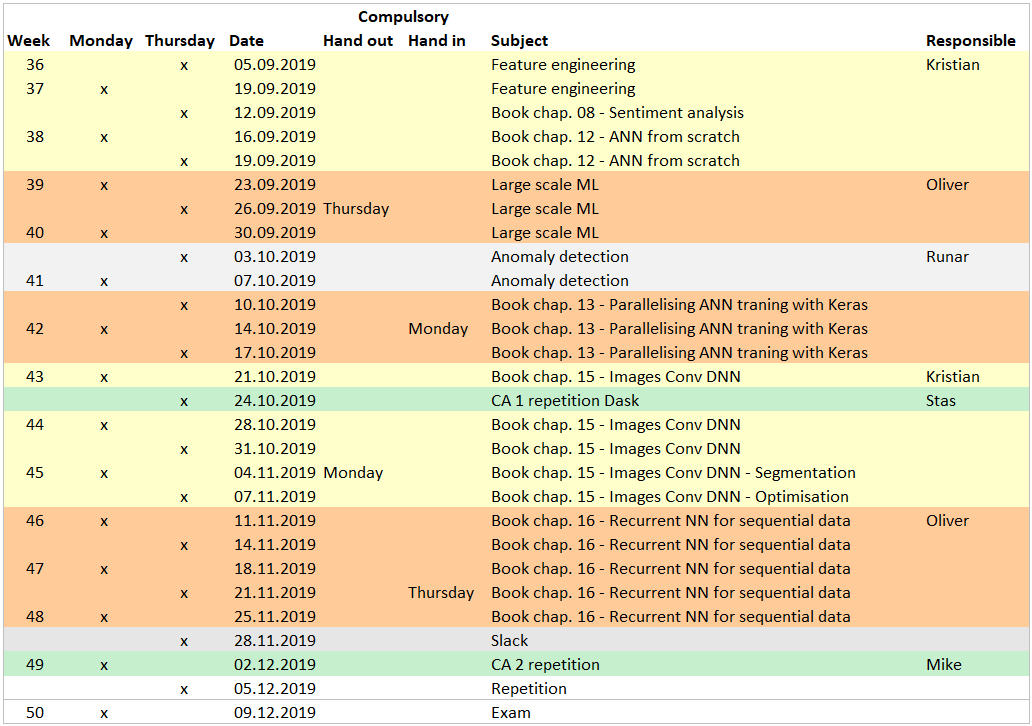 Compulsory
Week Monday Thursday Date Hand out Hand in Subject Responsible
36 x 05.09.2019 Feature engineering Kristian
37 x 19.09.2019 Feature engineering
x 12.09.2019 Book chap. 08 - Sentiment analysis
38 x 16.09.2019 Book chap. 12 - ANN from scratch
x 19.09.2019 Book chap. 12 - ANN from scratch
39 x 23.09.2019 Large scale ML Oliver
x 26.09.2019 Thursday Large scale ML
40 x 30.09.2019 Large scale ML
x 03.10.2019 Anomaly detection Runar
41 x 07.10.2019 Anomaly detection
x 10.10.2019 Book chap. 13 - Parallelising ANN traning with Keras
42 x 14.10.2019 Monday Book chap. 13 - Parallelising ANN traning with Keras
x 17.10.2019 Book chap. 13 - Parallelising ANN traning with Keras
43 x 21.10.2019 Book chap. 15 - Images Conv DNN Kristian
x 24.10.2019 CA 1 repetition Dask Stas
44 x 28.10.2019 Book chap. 15 - Images Conv DNN
x 31.10.2019 Book chap. 15 - Images Conv DNN
45 x 04.11.2019 Monday Book chap. 15 - Images Conv DNN - Segmentation
x 07.11.2019 Book chap. 15 - Images Conv DNN - Optimisation
46 x 11.11.2019 Book chap. 16 - Recurrent NN for sequential data Oliver
x 14.11.2019 Book chap. 16 - Recurrent NN for sequential data
47 x 18.11.2019 Book chap. 16 - Recurrent NN for sequential data
x 21.11.2019 Thursday Book chap. 16 - Recurrent NN for sequential data
48 x 25.11.2019 Book chap. 16 - Recurrent NN for sequential data
x 28.11.2019 Slack
49 x 02.12.2019 CA 2 repetition Mike
x 05.12.2019 Repetition
50 x 09.12.2019 Exam